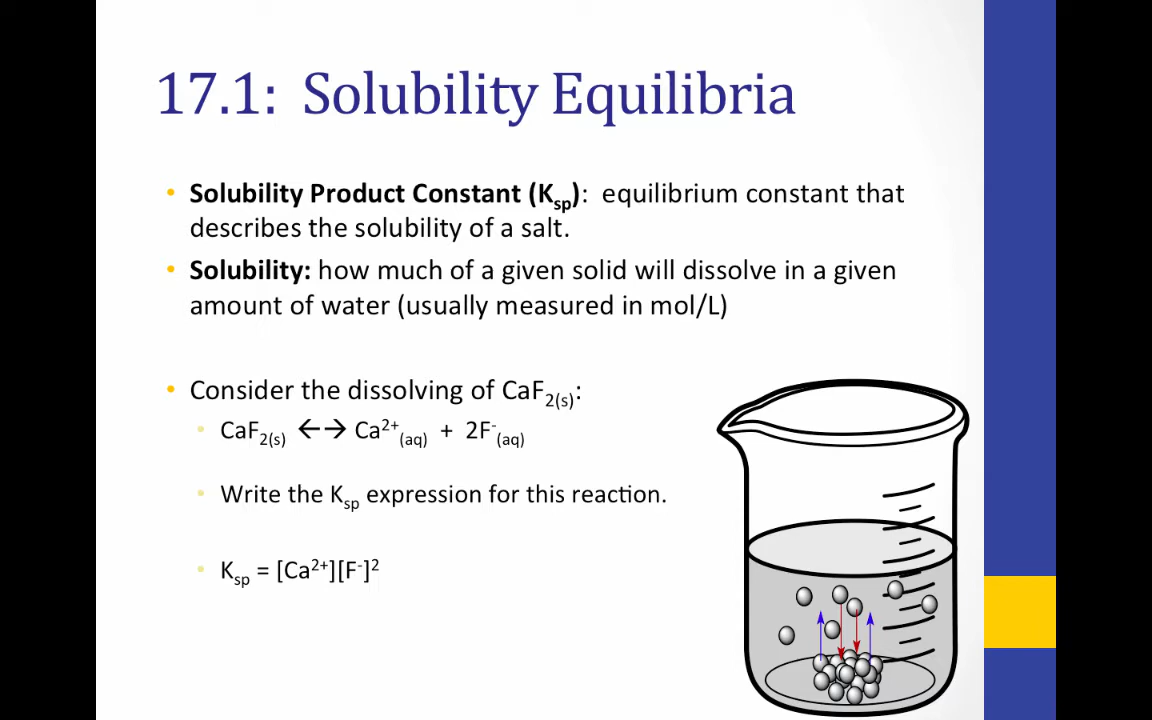 17.1: Solubility Equilibria
• Solubility Product Constant (Ksp): equilibrium constant that
describes the solubility of a salt.
• Solubility: how much of a given solid will dissolve in a given
amount of water (usually measured in mol/L)
• Consider the dissolving of CaF₂₍ₛ₎:
• CaF₂₍ₛ₎ ←→ Ca²⁺(aq) + 2F⁻(aq)
• Write the Ksp expression for this reaction.
• Ksp = [Ca²⁺][F⁻]²